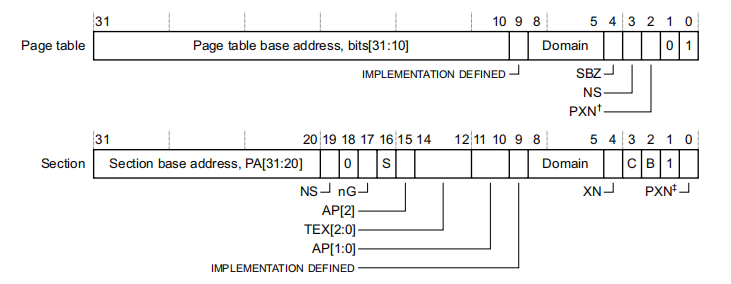 31 10 9 8 5 4 3 2 1 0
Page table Page table base address, bits[31:10] Domain 0 1
IMPLEMENTATION DEFINED SBZ
NS
PXN†
31 20 19 18 17 16 15 14 12 11 10 9 8 5 4 3 2 1 0
Section Section base address, PA[31:20] 0 S Domain C B 1
NS nG XN PXN‡
AP[2]
TEX[2:0]
AP[1:0]
IMPLEMENTATION DEFINED